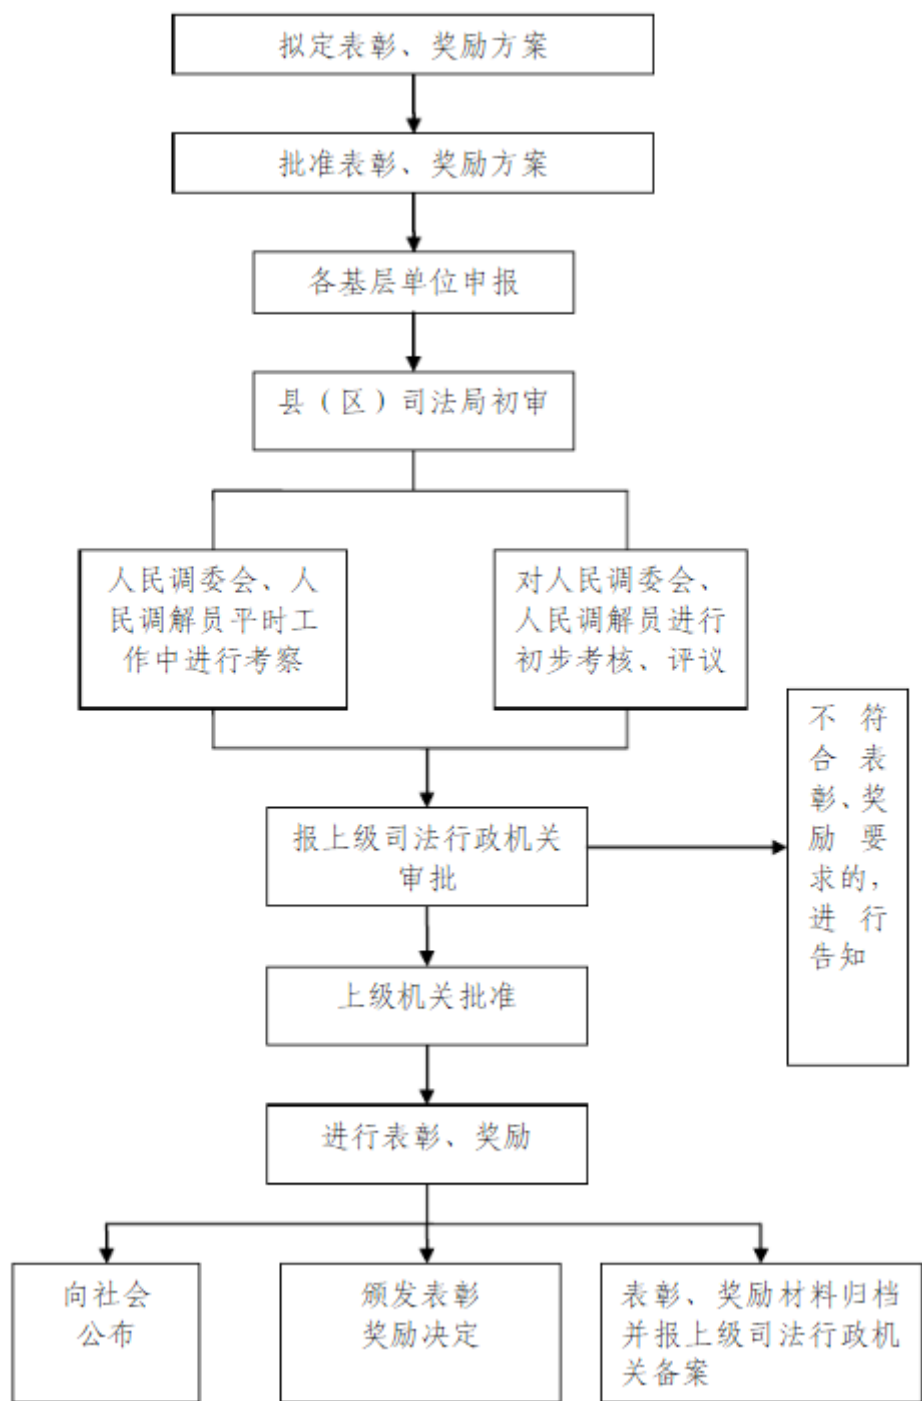 拟定表彰、奖励方案
批准表彰、奖励方案
各基层单位申报
县（区）司法局初审
人民调委会、人
民调解员平时工
作中进行考察
对人民调委会、
人民调解员进行
初步考核、评议
不符
合表
彰、奖
励要
求的，
进行
告知
报上级司法行政机关
审批
上级机关批准
进行表彰、奖励
向社会
公布
颁发表彰
奖励决定
表彰、奖励材料归档
并报上级司法行政机
关备案